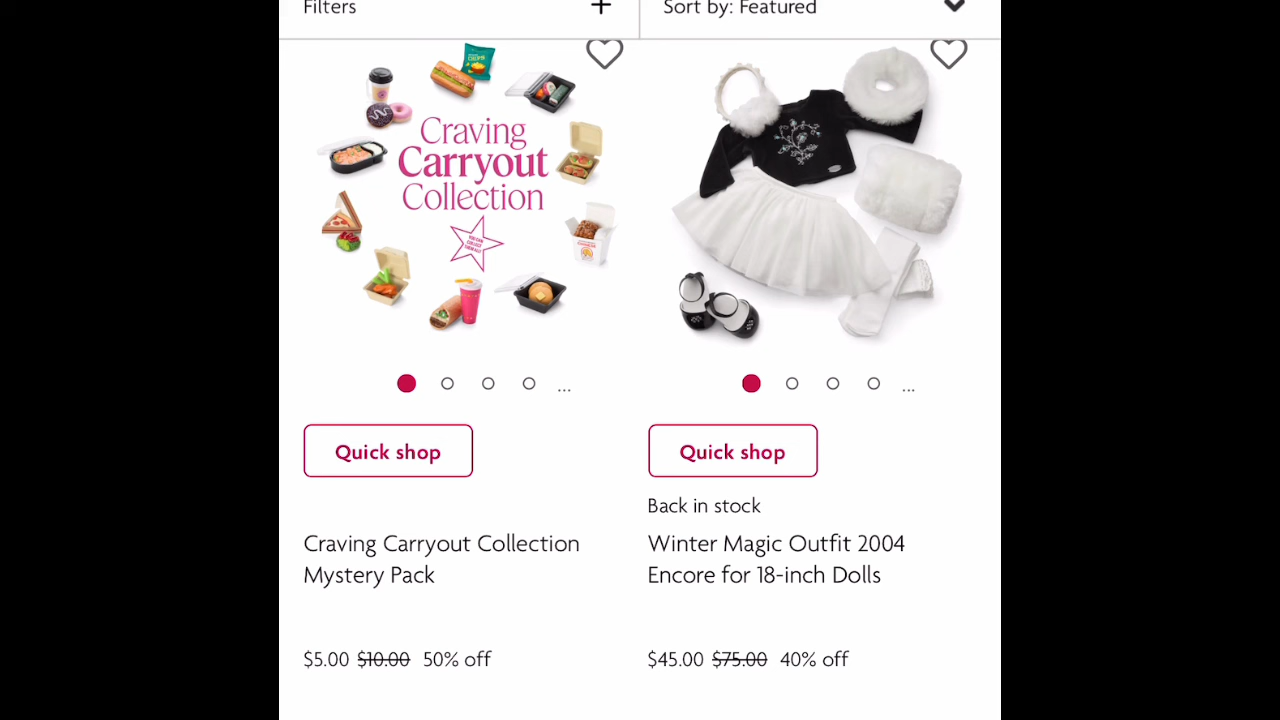 Filters +
Sort by: Featured
Craving
Carryout
Collection
...
...
Quick shop
Quick shop
Back in stock
Craving Carryout Collection
Mystery Pack
Winter Magic Outfit 2004
Encore for 18-inch Dolls
$5.00 $10.00 50% off
$45.00 $75.00 40% off